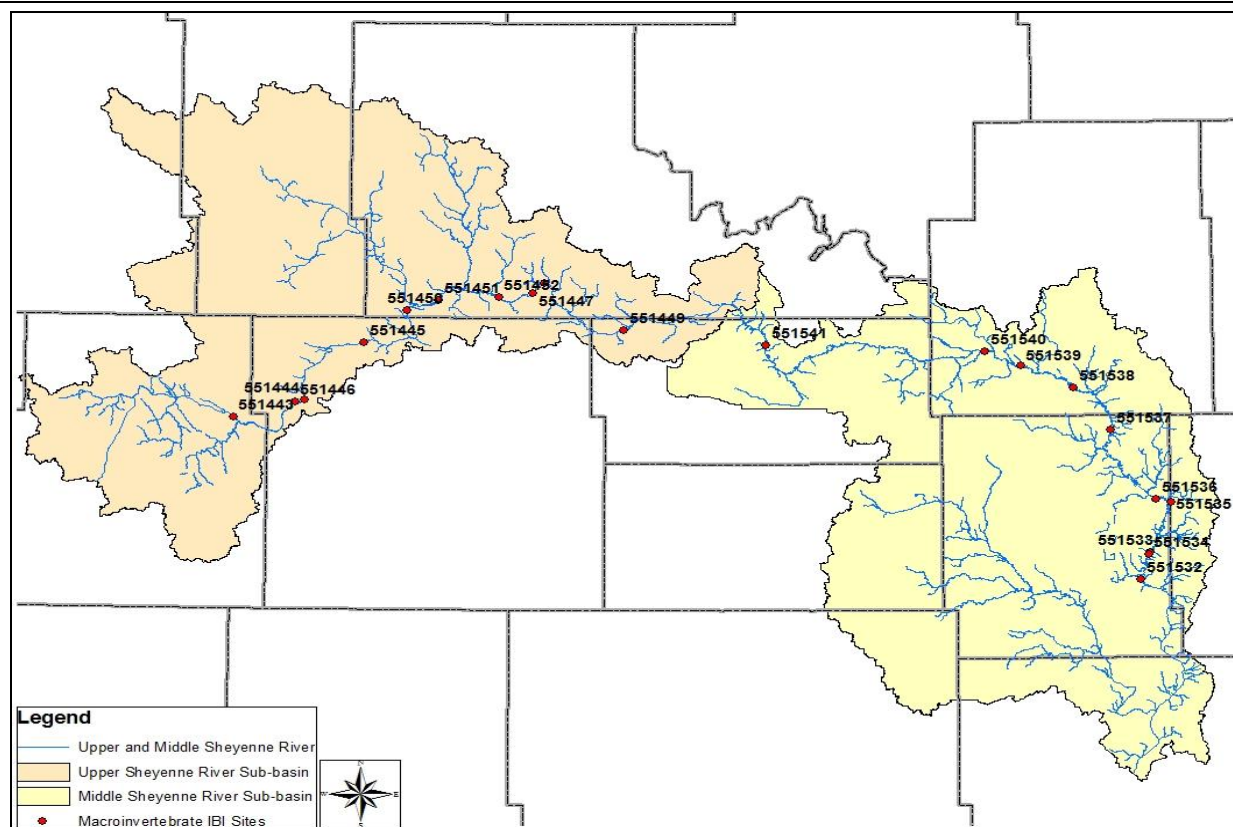 551451
551452
551450
551447
551449
551445
551541
551540
551539
551538
551444
551446
551443
551537
551536
551535
551533
551534
551532
Legend
Upper and Middle Sheyenne River
Upper Sheyenne River Sub-basin
Middle Sheyenne River Sub-basin
Macroinvertebrate IBI Sites
N
W
E
S